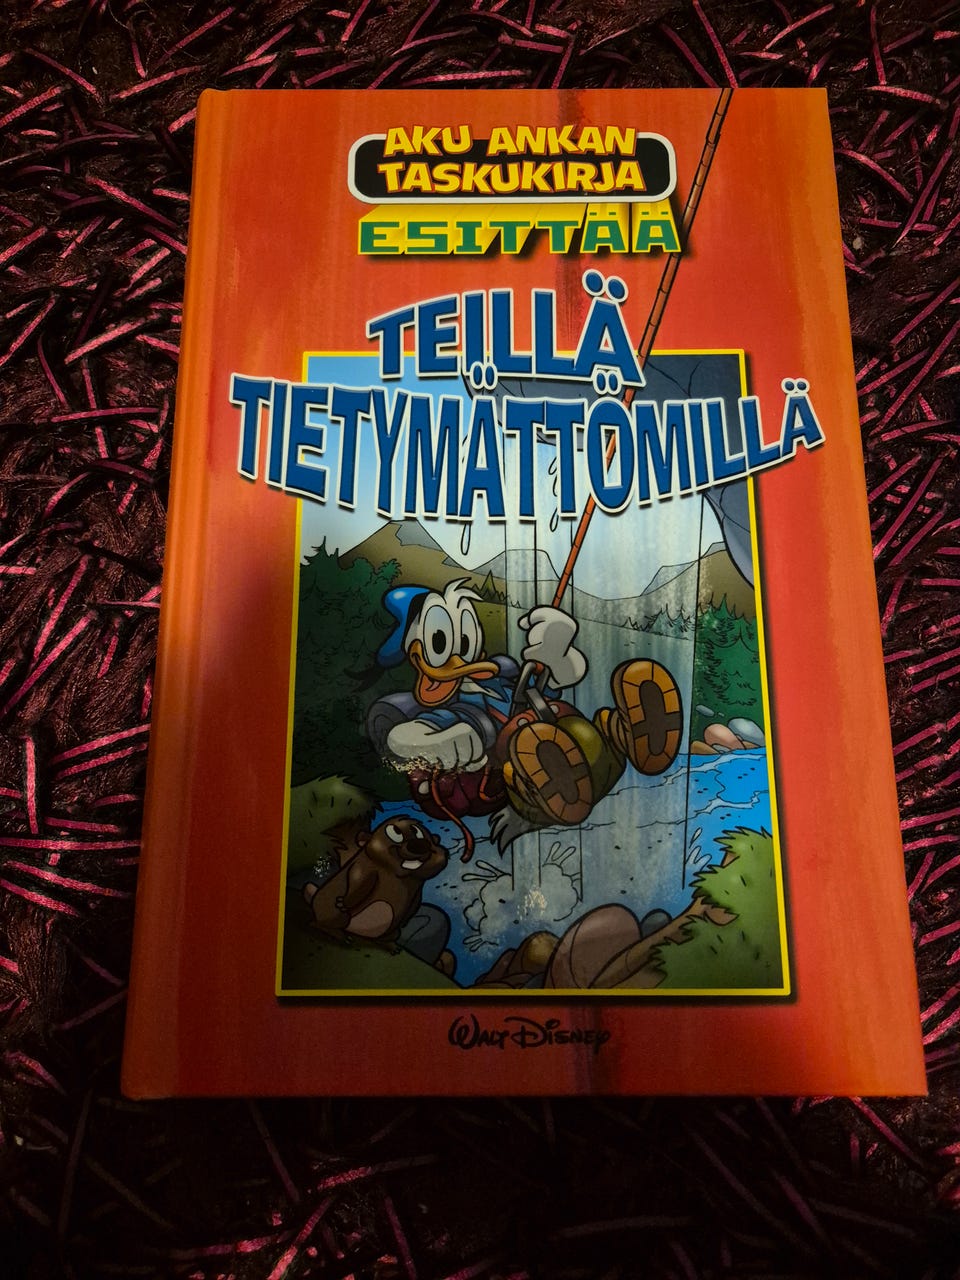 AKU ANKAN
TASKUKIRJA
ESITTÄÄ
TEILLÄ
TIETYMÄTTÖMILLÄ
WALT DISNEY